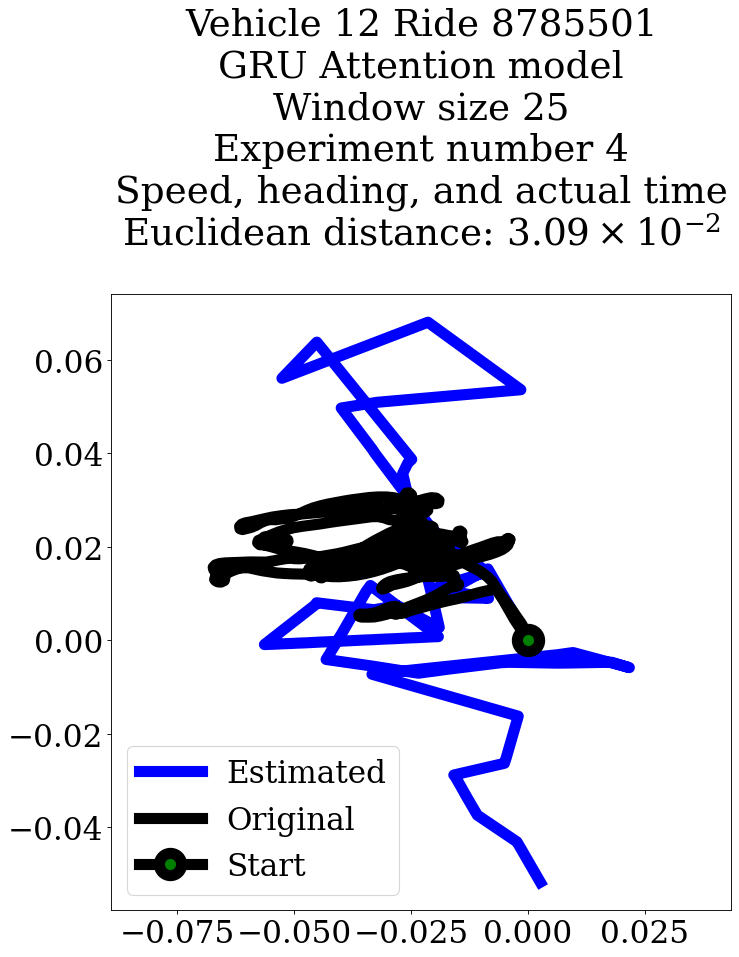 Vehicle 12 Ride 8785501
GRU Attention model
Window size 25
Experiment number 4
Speed, heading, and actual time
Euclidean distance: 3.09 × 10⁻²
0.06
0.04
0.02
0.00
−0.02
−0.04
Estimated
Original
Start
−0.075 −0.050 −0.025 0.000 0.025